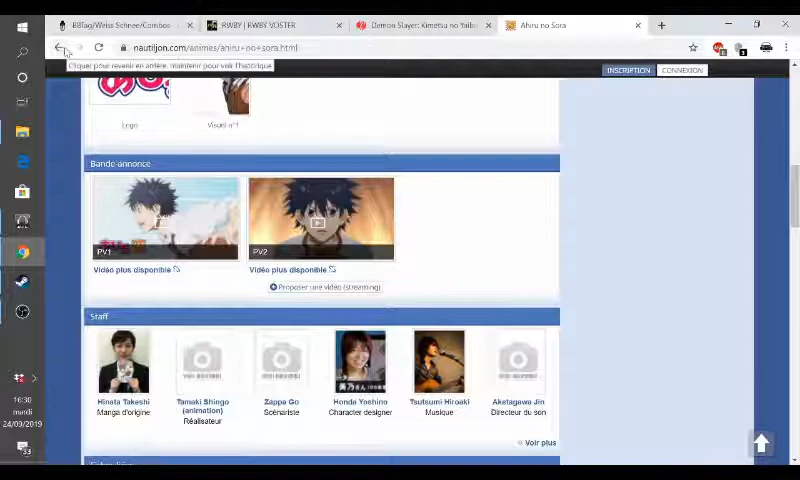 BBTag/Weiss Schnee/Combos
RWBY | RWBY VOSTFR
Demon Slayer: Kimetsu no Yaiba
Ahiru no Sora
nautiljon.com/animes/ahiru+no+sora.html
Cliquer pour revenir en arrière, maintenir pour voir l'historique
INSCRIPTION
CONNEXION
Logo
Visuel n°1
Bande-annonce
PV1
PV2
Vidéo plus disponible
Vidéo plus disponible
Proposer une vidéo (streaming)
Staff
Hinata Takeshi
Manga d'origine
Tamaki Shingo
(animation)
Réalisateur
Zappa Go
Scénariste
Honda Yoshino
Character designer
Tsutsumi Hiroaki
Musique
Aketagawa Jin
Directeur du son
Voir plus
16:30
mardi
24/09/2019
33